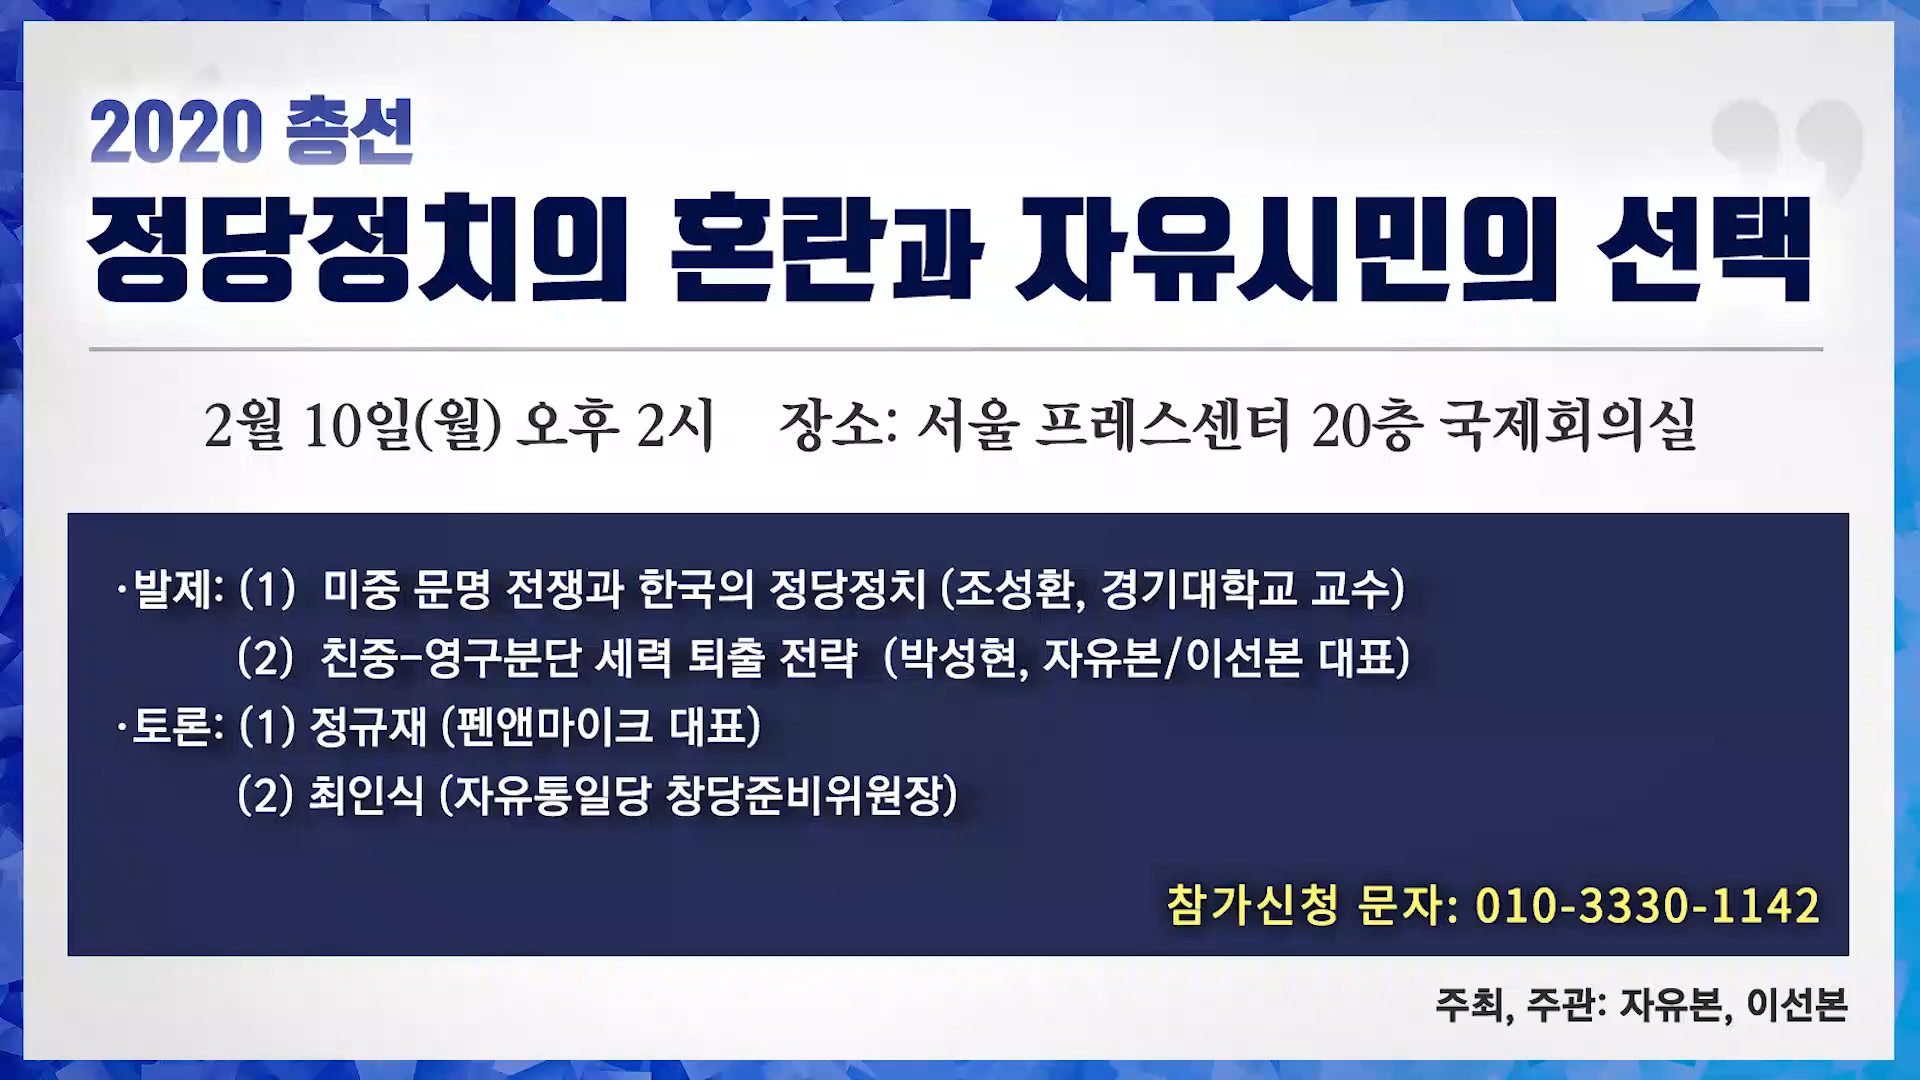 2020 총선
정당정치의 혼란과 자유시민의 선택
2월 10일(월) 오후 2시 장소: 서울 프레스센터 20층 국제회의실
·발제: (1) 미중 문명 전쟁과 한국의 정당정치 (조성환, 경기대학교 교수)
(2) 친중-영구분단 세력 퇴출 전략 (박성현, 자유본/이선본 대표)
·토론: (1) 정규재 (펜앤마이크 대표)
(2) 최인식 (자유통일당 창당준비위원장)
참가신청 문자: 010-3330-1142
주최, 주관: 자유본, 이선본